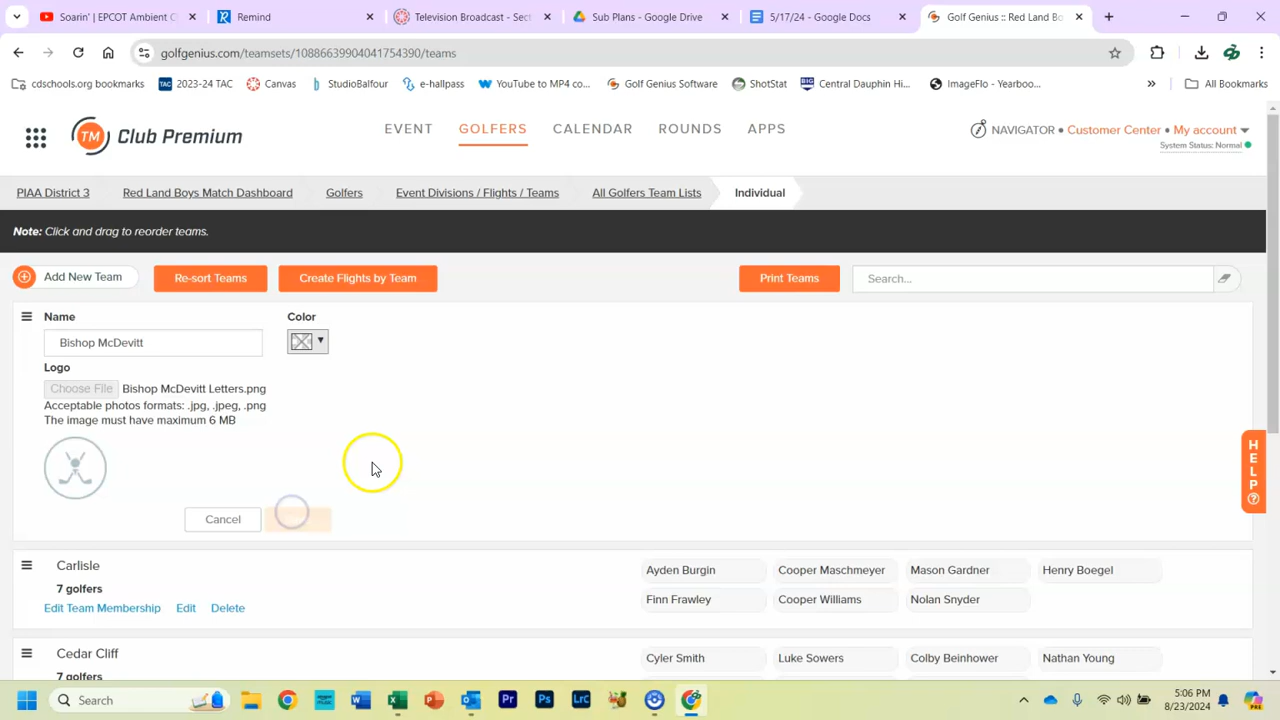 Soarin' | EPCOT Ambient C
Remind
Television Broadcast - Sect
Sub Plans - Google Drive
5/17/24 - Google Docs
Golf Genius :: Red Land Bo
golfgenius.com/teamsets/10886639904041754390/teams
cdschools.org bookmarks
2023-24 TAC
Canvas
StudioBalfour
e-hallpass
YouTube to MP4 co...
Golf Genius Software
ShotStat
Central Dauphin Hi...
ImageFlo - Yearboo...
All Bookmarks
TM Club Premium
EVENT GOLFERS CALENDAR ROUNDS APPS
NAVIGATOR • Customer Center • My account
System Status: Normal
PIAA District 3
Red Land Boys Match Dashboard
Golfers
Event Divisions / Flights / Teams
All Golfers Team Lists
Individual
Note: Click and drag to reorder teams.
Add New Team
Re-sort Teams
Create Flights by Team
Print Teams
Search...
Name
Color
Bishop McDevitt
Logo
Choose File Bishop McDevitt Letters.png
Acceptable photos formats: .jpg, .jpeg, .png
The image must have maximum 6 MB
Cancel
HELP
Carlisle
7 golfers
Edit Team Membership Edit Delete
Ayden Burgin Cooper Maschmeyer Mason Gardner Henry Boegel
Finn Frawley Cooper Williams Nolan Snyder
Cedar Cliff
7 golfers
Cyler Smith Luke Sowers Colby Beinhower Nathan Young
Search
5:06 PM
8/23/2024